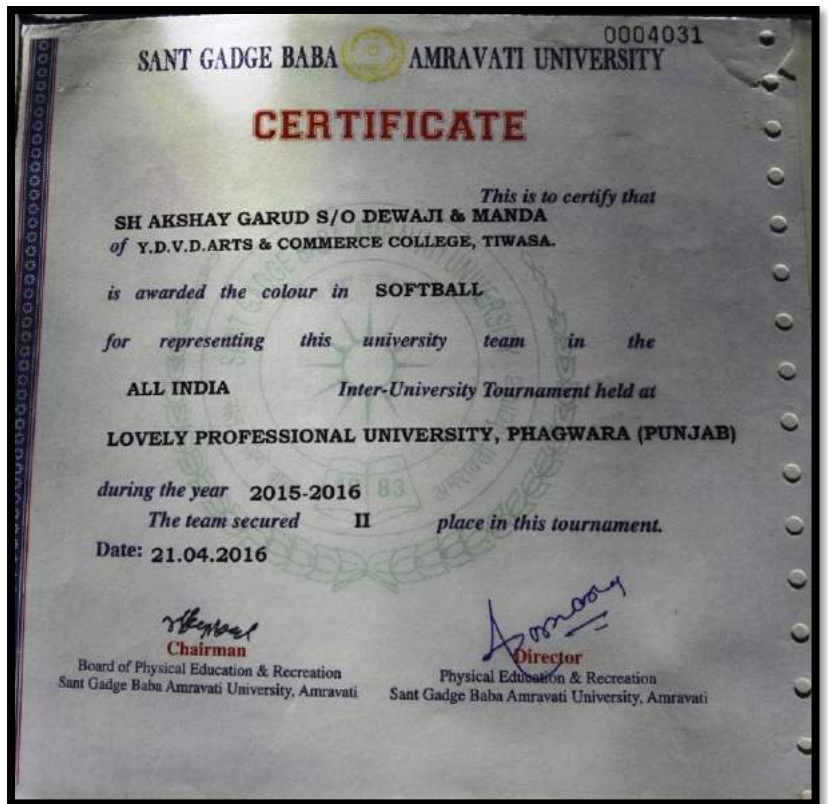 0004031
SANT GADGE BABA AMRAVATI UNIVERSITY
CERTIFICATE
This is to certify that
SH AKSHAY GARUD S/O DEWAJI & MANDA
of Y.D.V.D.ARTS & COMMERCE COLLEGE, TIWASA.
is awarded the colour in SOFTBALL
for representing this university team in the
ALL INDIA Inter-University Tournament held at
LOVELY PROFESSIONAL UNIVERSITY, PHAGWARA (PUNJAB)
during the year 2015-2016
The team secured II place in this tournament.
Date: 21.04.2016
Chairman
Board of Physical Education & Recreation
Sant Gadge Baba Amravati University, Amravati
Director
Physical Education & Recreation
Sant Gadge Baba Amravati University, Amravati